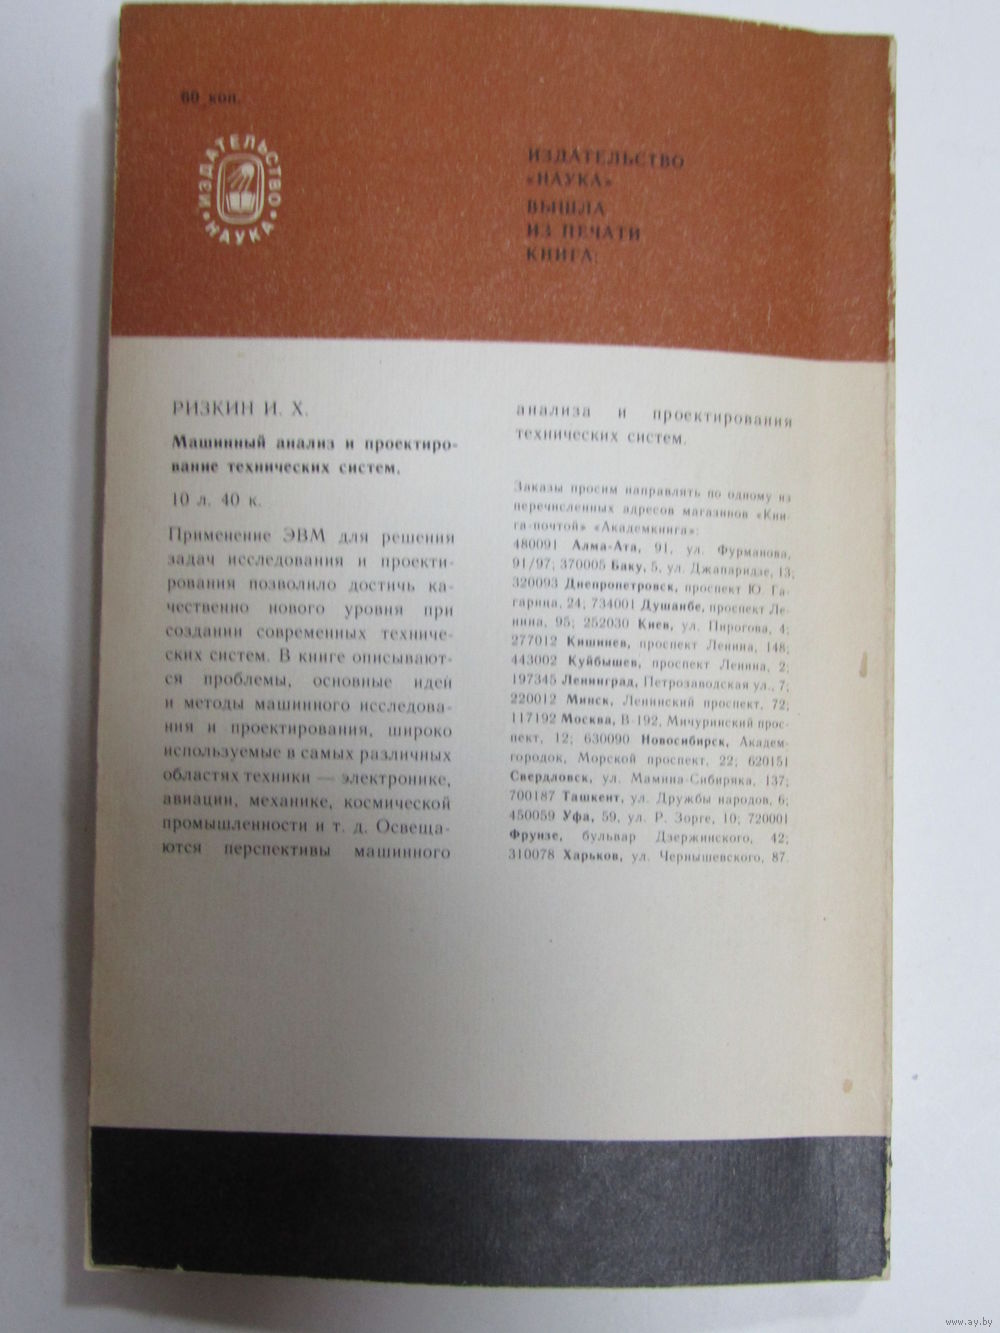 60 коп.
ИЗДАТЕЛЬСТВО
НАУКА
ИЗДАТЕЛЬСТВО
«НАУКА»
ВЫШЛА
ИЗ ПЕЧАТИ
КНИГА:
РИЗКИН И. Х.
Машинный анализ и проектиро-
вание технических систем.
10 л. 40 к.
Применение ЭВМ для решения
задач исследования и проекти-
рования позволило достичь ка-
чественно нового уровня при
создании современных техниче-
ских систем. В книге описывают-
ся проблемы, основные идеи
и методы машинного исследова-
ния и проектирования, широко
используемые в самых различных
областях техники — электронике,
авиации, механике, космической
промышленности и т. д. Освеща-
ются перспективы машинного
анализа и проектирования
технических систем.
Заказы просим направлять по одному из
перечисленных адресов магазинов «Кни-
га-почтой» «Академкнига»:
480091 Алма-Ата, 91, ул. Фурманова,
91/97; 370005 Баку, 5, ул. Джапаридзе, 13;
320093 Днепропетровск, проспект Ю. Га-
гарина, 24; 734001 Душанбе, проспект Ле-
нина, 95; 252030 Киев, ул. Пирогова, 4;
277012 Кишинев, проспект Ленина, 148;
443002 Куйбышев, проспект Ленина, 2;
197345 Ленинград, Петрозаводская ул., 7;
220012 Минск, Ленинский проспект, 72;
117192 Москва, В-192, Мичуринский прос-
пект, 12; 630090 Новосибирск, Академ-
городок, Морской проспект, 22; 620151
Свердловск, ул. Мамина-Сибиряка, 137;
700187 Ташкент, ул. Дружбы народов, 6;
450059 Уфа, 59, ул. Р. Зорге, 10; 720001
Фрунзе, бульвар Дзержинского, 42;
310078 Харьков, ул. Чернышевского, 87.
www.ay.by